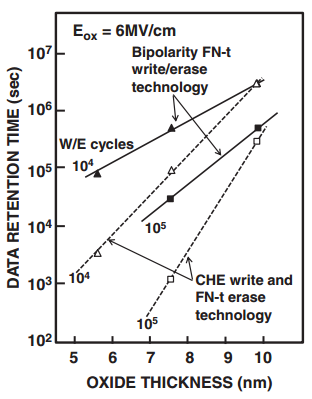 E_ox = 6MV/cm
Bipolarity FN-t
write/erase
technology
W/E cycles
10^4
10^5
10^4
10^5
CHE write and
FN-t erase
technology
DATA RETENTION TIME (sec)
10^7
10^6
10^5
10^4
10^3
10^2
5 6 7 8 9 10
OXIDE THICKNESS (nm)